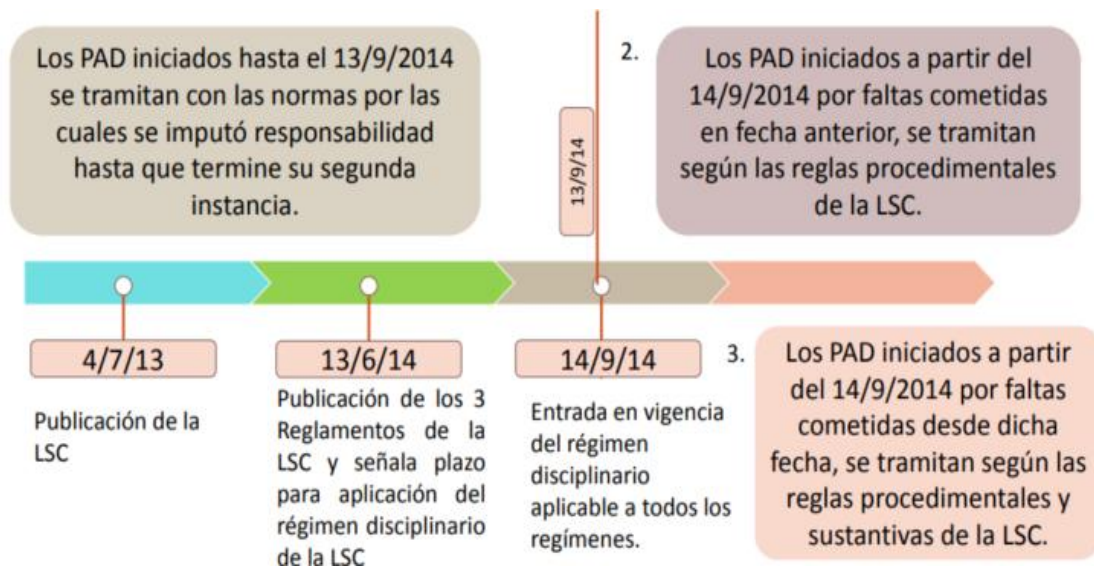 Los PAD iniciados hasta el 13/9/2014
se tramitan con las normas por las
cuales se imputó responsabilidad
hasta que termine su segunda
instancia.
13/9/14
2.
Los PAD iniciados a partir del
14/9/2014 por faltas cometidas
en fecha anterior, se tramitan
según las reglas procedimentales
de la LSC.
4/7/13
Publicación de la
LSC
13/6/14
Publicación de los 3
Reglamentos de la
LSC y señala plazo
para aplicación del
régimen disciplinario
de la LSC
14/9/14
Entrada en vigencia
del régimen
disciplinario
aplicable a todos los
regímenes.
3.
Los PAD iniciados a partir
del 14/9/2014 por faltas
cometidas desde dicha
fecha, se tramitan según las
reglas procedimentales y
sustantivas de la LSC.